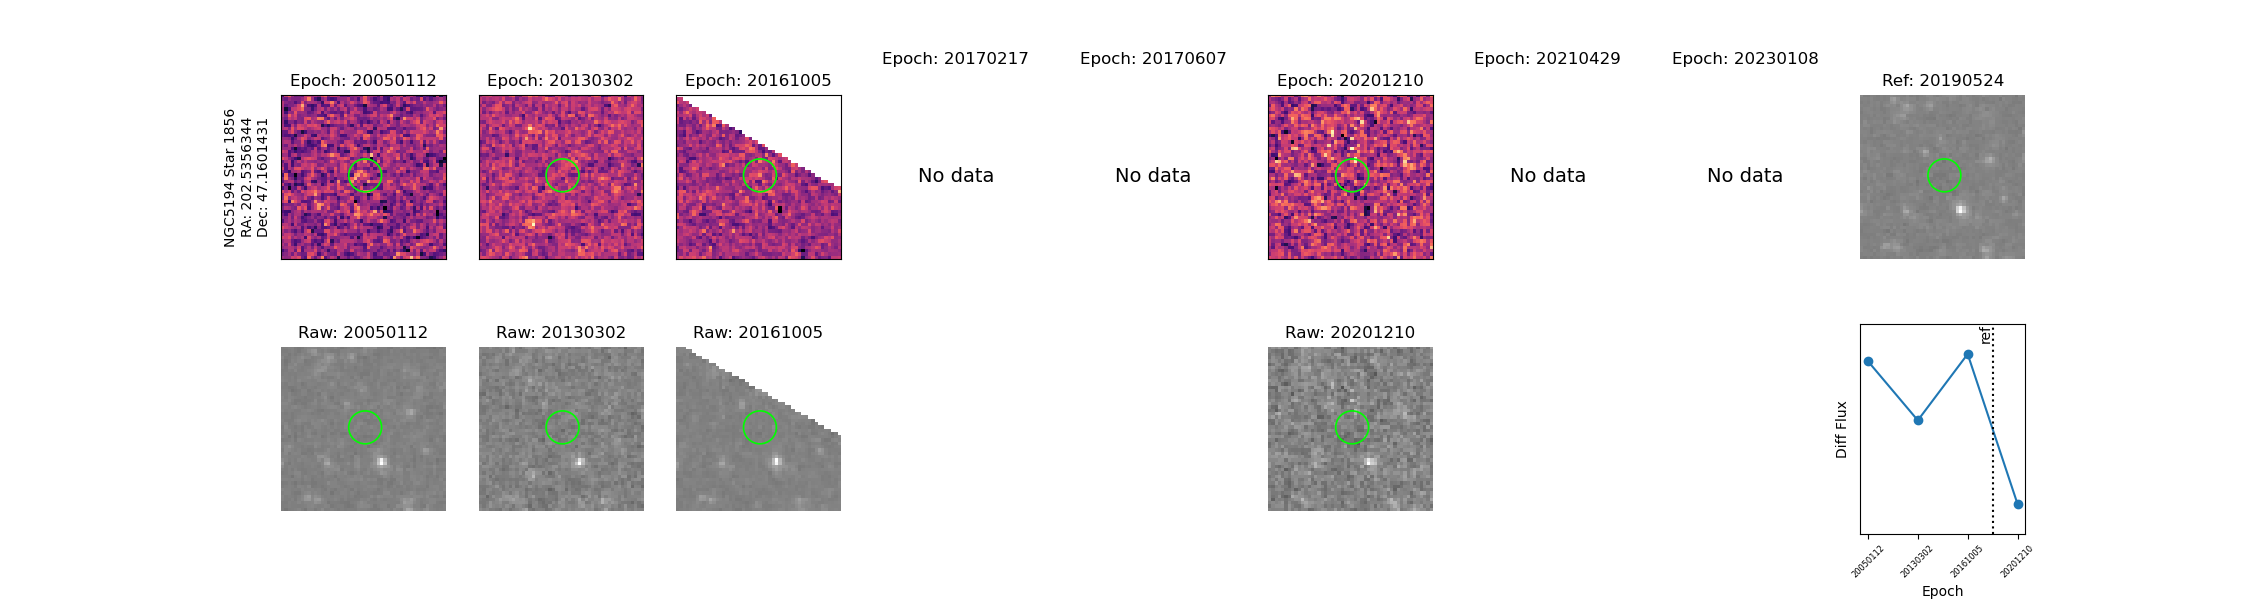 Epoch: 20050112
Epoch: 20130302
Epoch: 20161005
Epoch: 20170217
Epoch: 20170607
Epoch: 20201210
Epoch: 20210429
Epoch: 20230108
Ref: 20190524
NGC5194 Star 1856
RA: 202.5356344
Dec: 47.1601431
No data
No data
No data
No data
Raw: 20050112
Raw: 20130302
Raw: 20161005
Raw: 20201210
ref
Diff Flux
20050112
20130302
20161005
20201210
Epoch